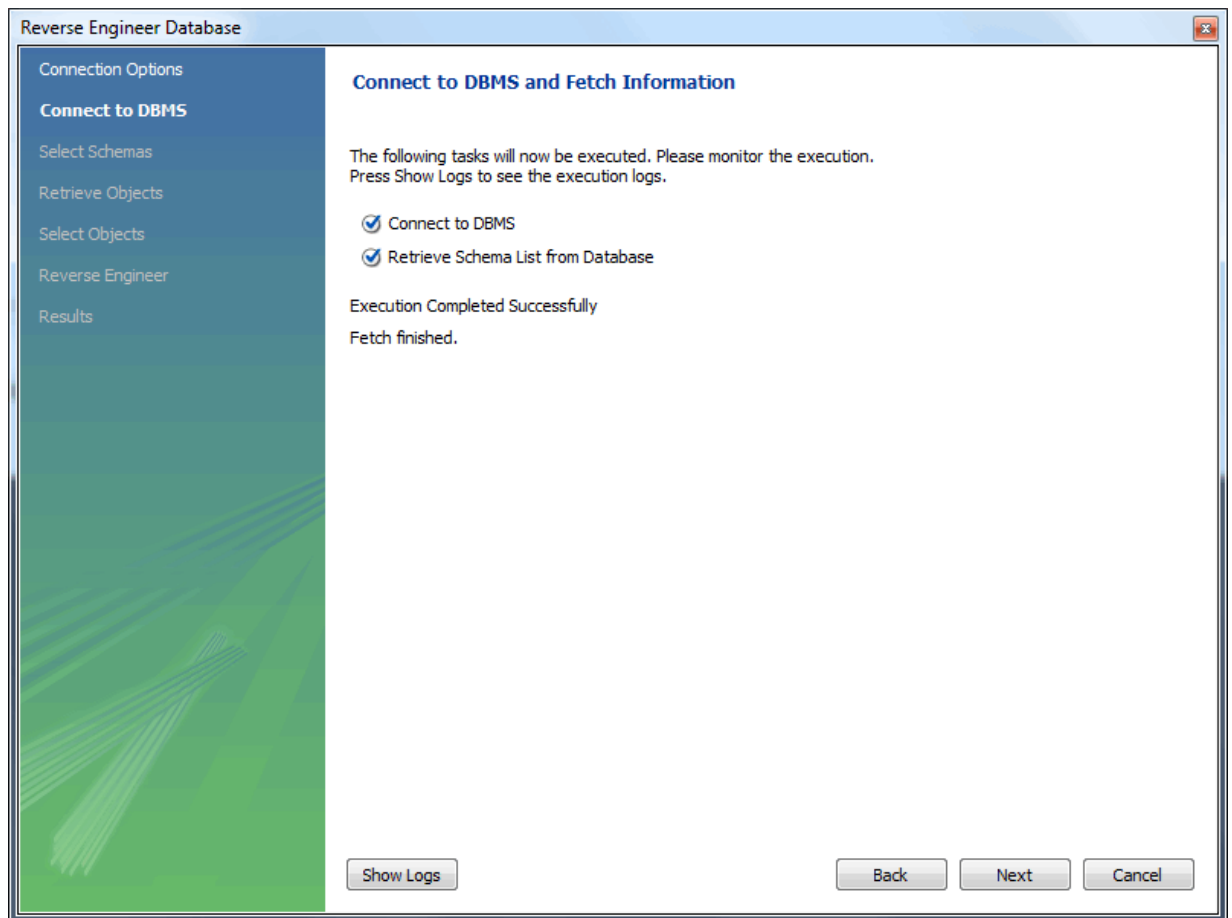 Reverse Engineer Database
Connection Options
Connect to DBMS
Select Schemas
Retrieve Objects
Select Objects
Reverse Engineer
Results
Connect to DBMS and Fetch Information
The following tasks will now be executed. Please monitor the execution.
Press Show Logs to see the execution logs.
Connect to DBMS
Retrieve Schema List from Database
Execution Completed Successfully
Fetch finished.
Show Logs
Back
Next
Cancel